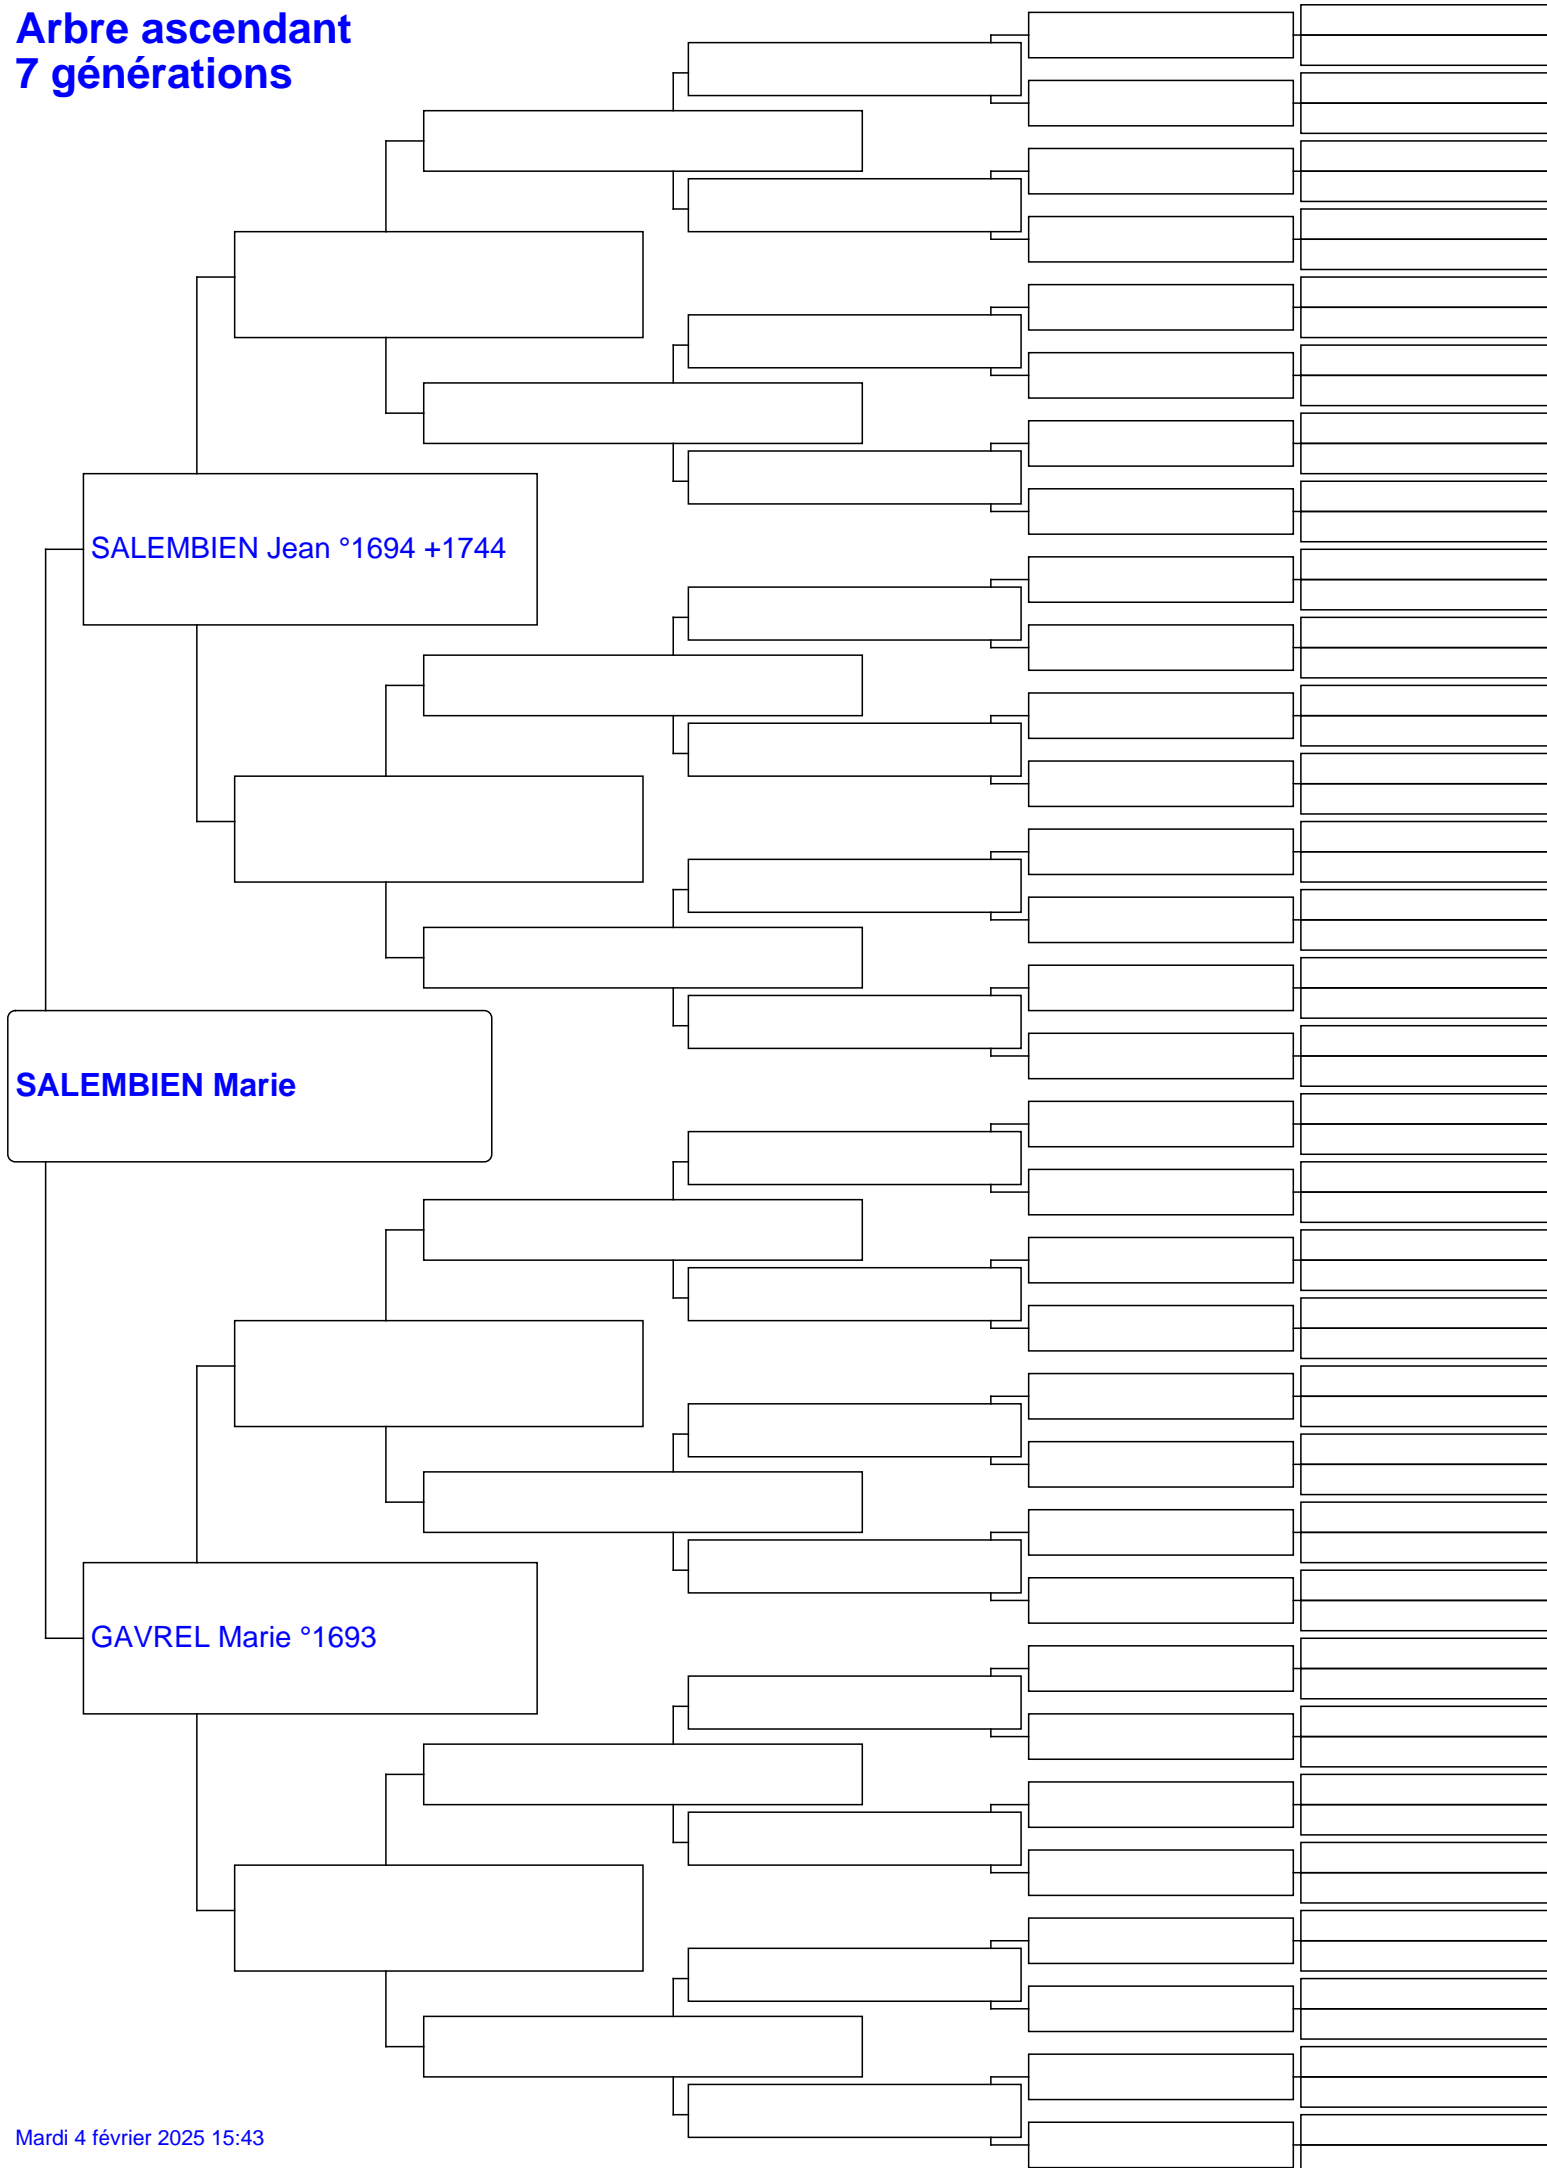 Arbre ascendant
7 générations
SALEMBIEN Jean °1694 +1744
SALEMBIEN Marie
GAVREL Marie °1693
Mardi 4 février 2025 15:43